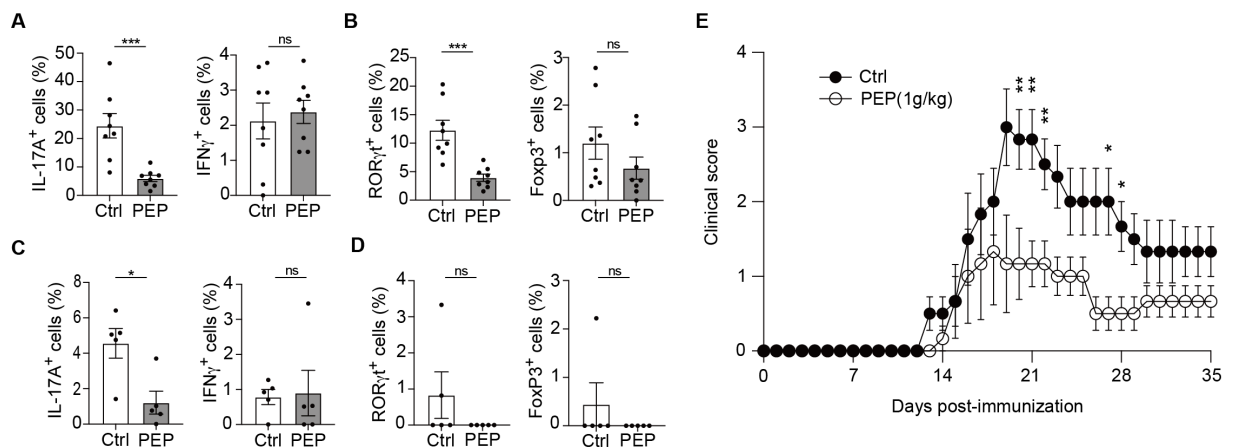 A
IL-17A+ cells (%)
50
40
30
20
10
0
***
Ctrl PEP
IFNγ+ cells (%)
4
3
2
1
0
ns
Ctrl PEP
B
RORγt+ cells (%)
25
20
15
10
5
0
***
Ctrl PEP
Foxp3+ cells (%)
3
2
1
0
ns
Ctrl PEP
C
IL-17A+ cells (%)
8
6
4
2
0
*
Ctrl PEP
IFNγ+ cells (%)
4
3
2
1
0
ns
Ctrl PEP
D
RORγt+ cells (%)
4
3
2
1
0
ns
Ctrl PEP
FoxP3+ cells (%)
3
2
1
0
ns
Ctrl PEP
E
Clinical score
4
3
2
1
0
Ctrl
PEP(1g/kg)
**
**
**
*
*
0 7 14 21 28 35
Days post-immunization